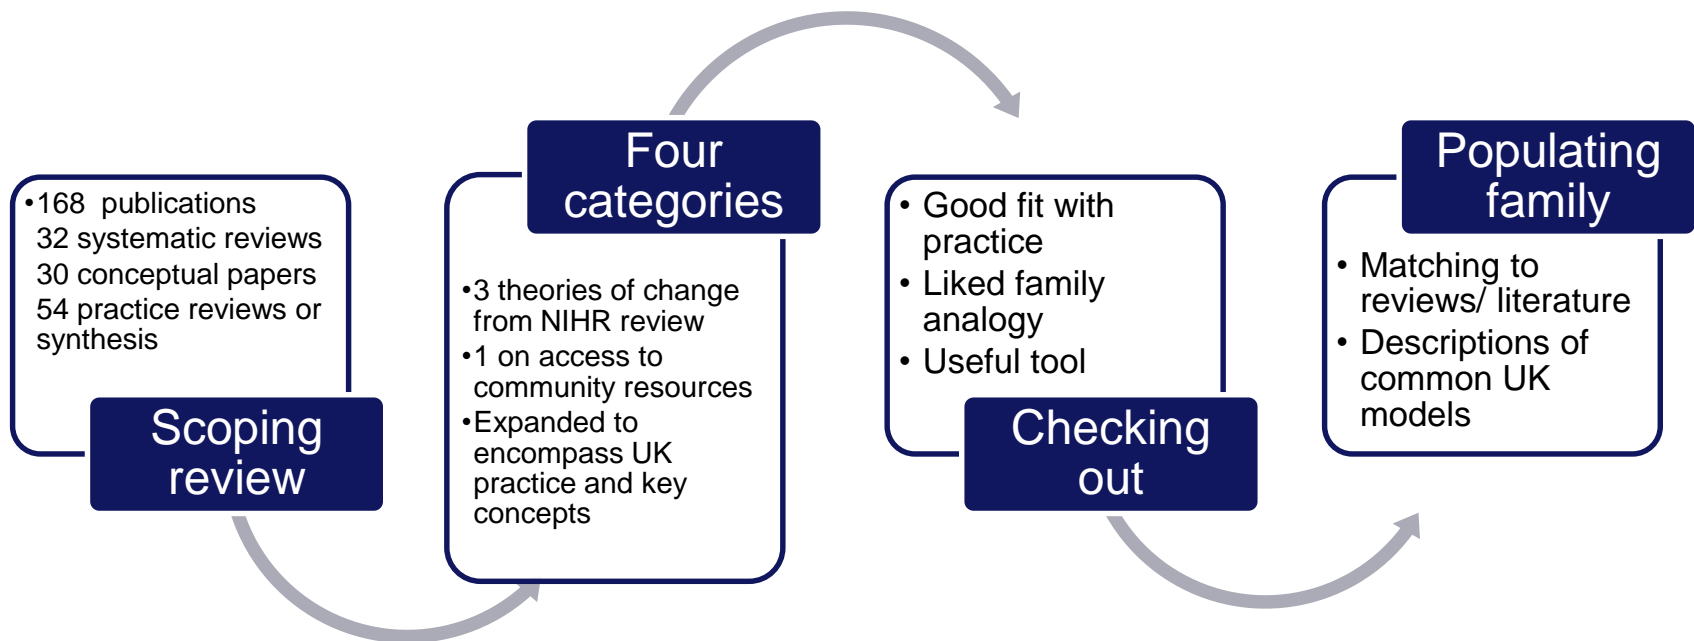 •168 publications
32 systematic reviews
30 conceptual papers
54 practice reviews or
synthesis
Scoping
review
Four
categories
•3 theories of change
from NIHR review
•1 on access to
community resources
•Expanded to
encompass UK
practice and key
concepts
• Good fit with
practice
• Liked family
analogy
• Useful tool
Checking
out
Populating
family
• Matching to
reviews/ literature
• Descriptions of
common UK
models